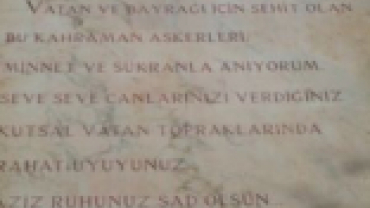 VATAN VE BAYRAĞI İÇİN ŞEHİT OLAN
BU KAHRAMAN ASKERLERİ,
MİNNET VE ŞÜKRANLA ANIYORUM.
SEVE SEVE CANLARINIZI VERDİĞİNİZ
KUTSAL VATAN TOPRAKLARINDA
RAHAT UYUYUNUZ...
AZİZ RUHUNUZ ŞAD OLSUN...